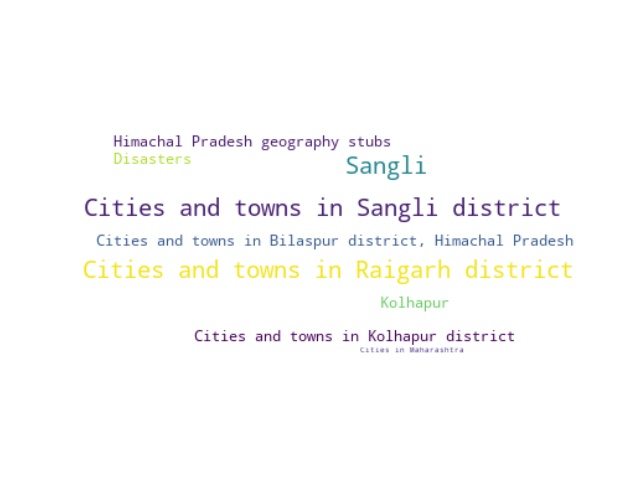 Himachal Pradesh geography stubs
Disasters
Sangli
Cities and towns in Sangli district
Cities and towns in Bilaspur district, Himachal Pradesh
Cities and towns in Raigarh district
Kolhapur
Cities and towns in Kolhapur district
Cities in Maharashtra